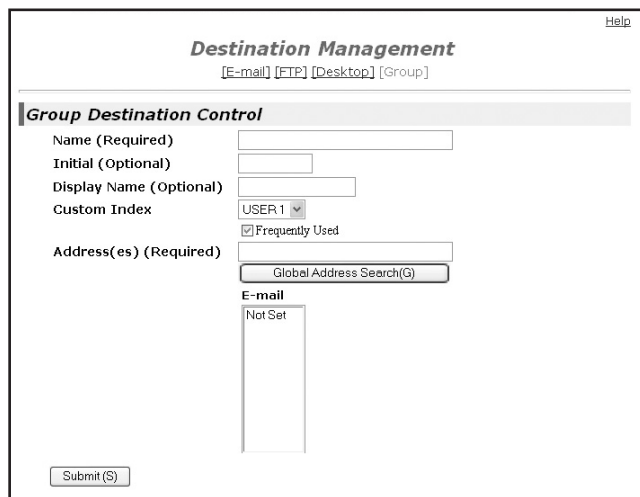 Help
Destination Management
[E-mail] [FTP] [Desktop] [Group]
Group Destination Control
Name (Required)
Initial (Optional)
Display Name (Optional)
Custom Index
USER 1
Frequently Used
Address(es) (Required)
Global Address Search(G)
E-mail
Not Set
Submit (S)